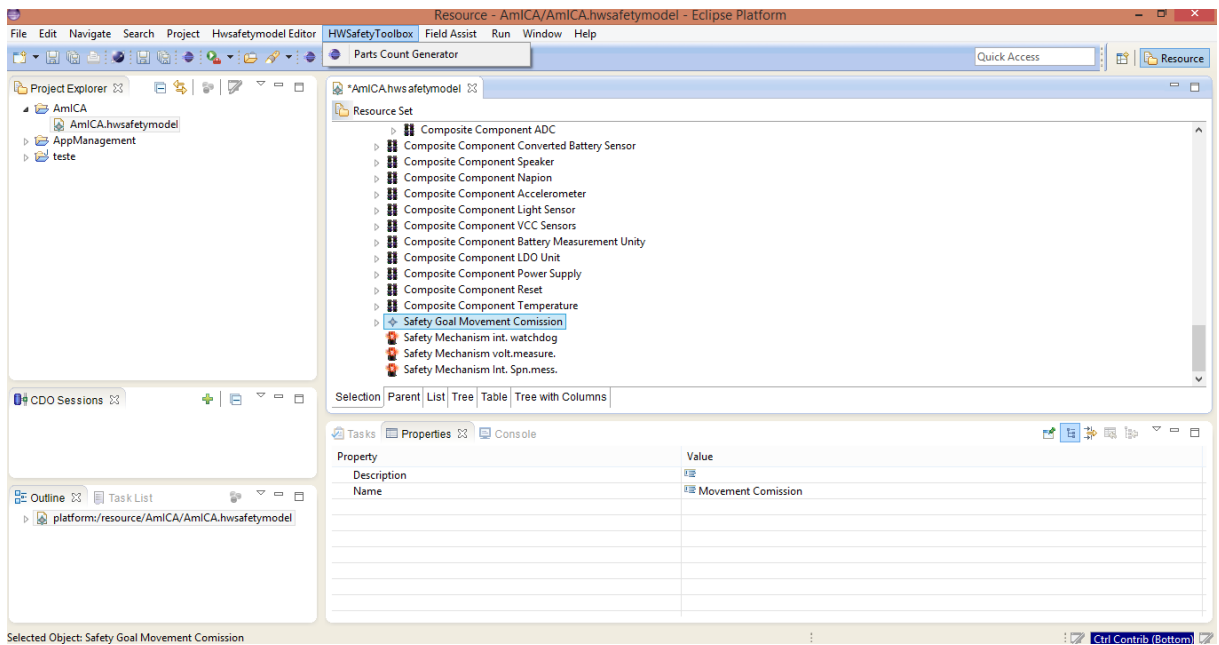 Resource - AmICA/AmICA.hwsafetymodel - Eclipse Platform
File Edit Navigate Search Project Hwsafetymodel Editor HWSafetyToolbox Field Assist Run Window Help
Parts Count Generator
Quick Access
Resource
Project Explorer
AmICA
AmICA.hwsafetymodel
AppManagement
teste
*AmICA.hwsafetymodel
Resource Set
Composite Component ADC
Composite Component Converted Battery Sensor
Composite Component Speaker
Composite Component Napion
Composite Component Accelerometer
Composite Component Light Sensor
Composite Component VCC Sensors
Composite Component Battery Measurement Unity
Composite Component LDO Unit
Composite Component Power Supply
Composite Component Reset
Composite Component Temperature
Safety Goal Movement Comission
Safety Mechanism int. watchdog
Safety Mechanism volt.measure.
Safety Mechanism Int. Spn.mess.
Selection Parent List Tree Table Tree with Columns
CDO Sessions
Tasks Properties Console
Property Value
Description
Name Movement Comission
Outline Task List
platform:/resource/AmICA/AmICA.hwsafetymodel
Selected Object: Safety Goal Movement Comission
Ctrl Contrib (Bottom)